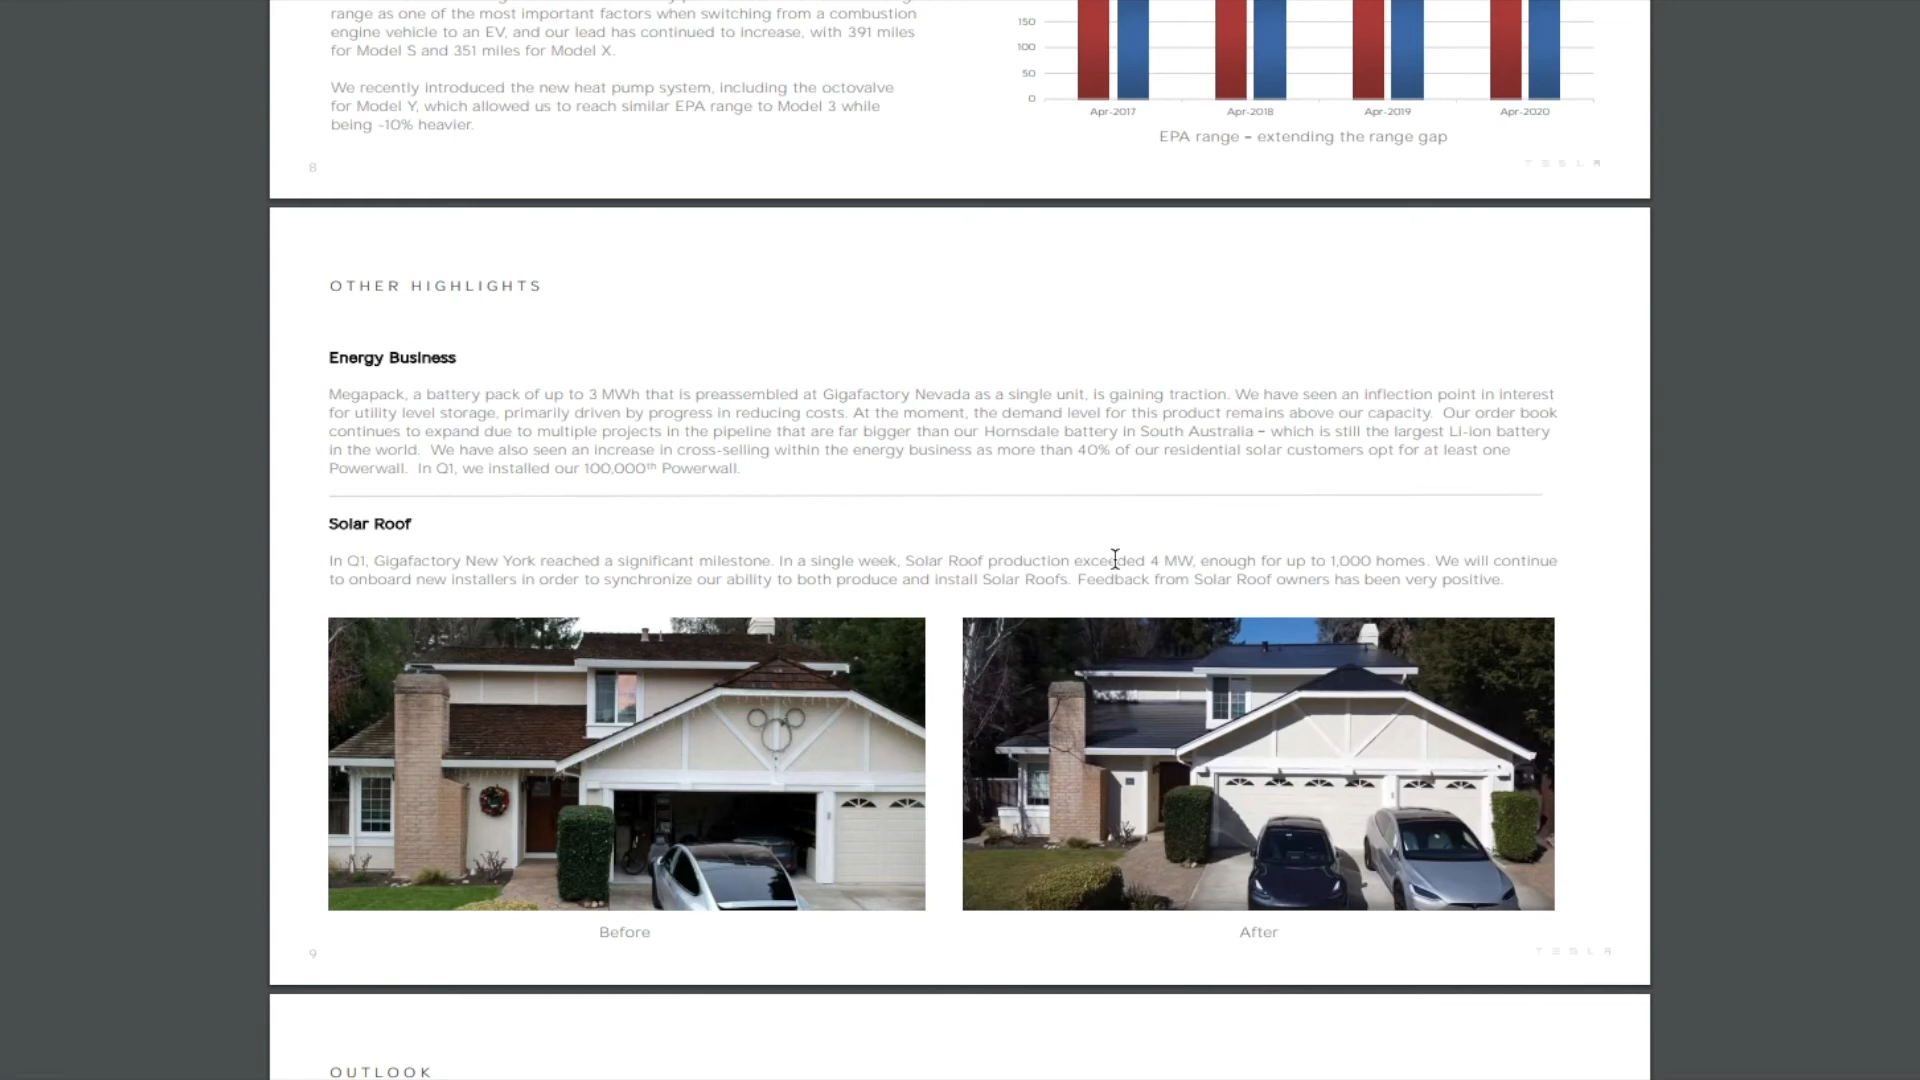 range as one of the most important factors when switching from a combustion
engine vehicle to an EV, and our lead has continued to increase, with 391 miles
for Model S and 351 miles for Model X.
We recently introduced the new heat pump system, including the octovalve
for Model Y, which allowed us to reach similar EPA range to Model 3 while
being ~10% heavier.
8
150
100
50
0
Apr-2017 Apr-2018 Apr-2019 Apr-2020
EPA range – extending the range gap
TESLA
OTHER HIGHLIGHTS
Energy Business
Megapack, a battery pack of up to 3 MWh that is preassembled at Gigafactory Nevada as a single unit, is gaining traction. We have seen an inflection point in interest
for utility level storage, primarily driven by progress in reducing costs. At the moment, the demand level for this product remains above our capacity. Our order book
continues to expand due to multiple projects in the pipeline that are far bigger than our Hornsdale battery in South Australia – which is still the largest Li-ion battery
in the world. We have also seen an increase in cross-selling within the energy business as more than 40% of our residential solar customers opt for at least one
Powerwall. In Q1, we installed our 100,000th Powerwall.
Solar Roof
In Q1, Gigafactory New York reached a significant milestone. In a single week, Solar Roof production exceeded 4 MW, enough for up to 1,000 homes. We will continue
to onboard new installers in order to synchronize our ability to both produce and install Solar Roofs. Feedback from Solar Roof owners has been very positive.
Before
After
9
TESLA
OUTLOOK